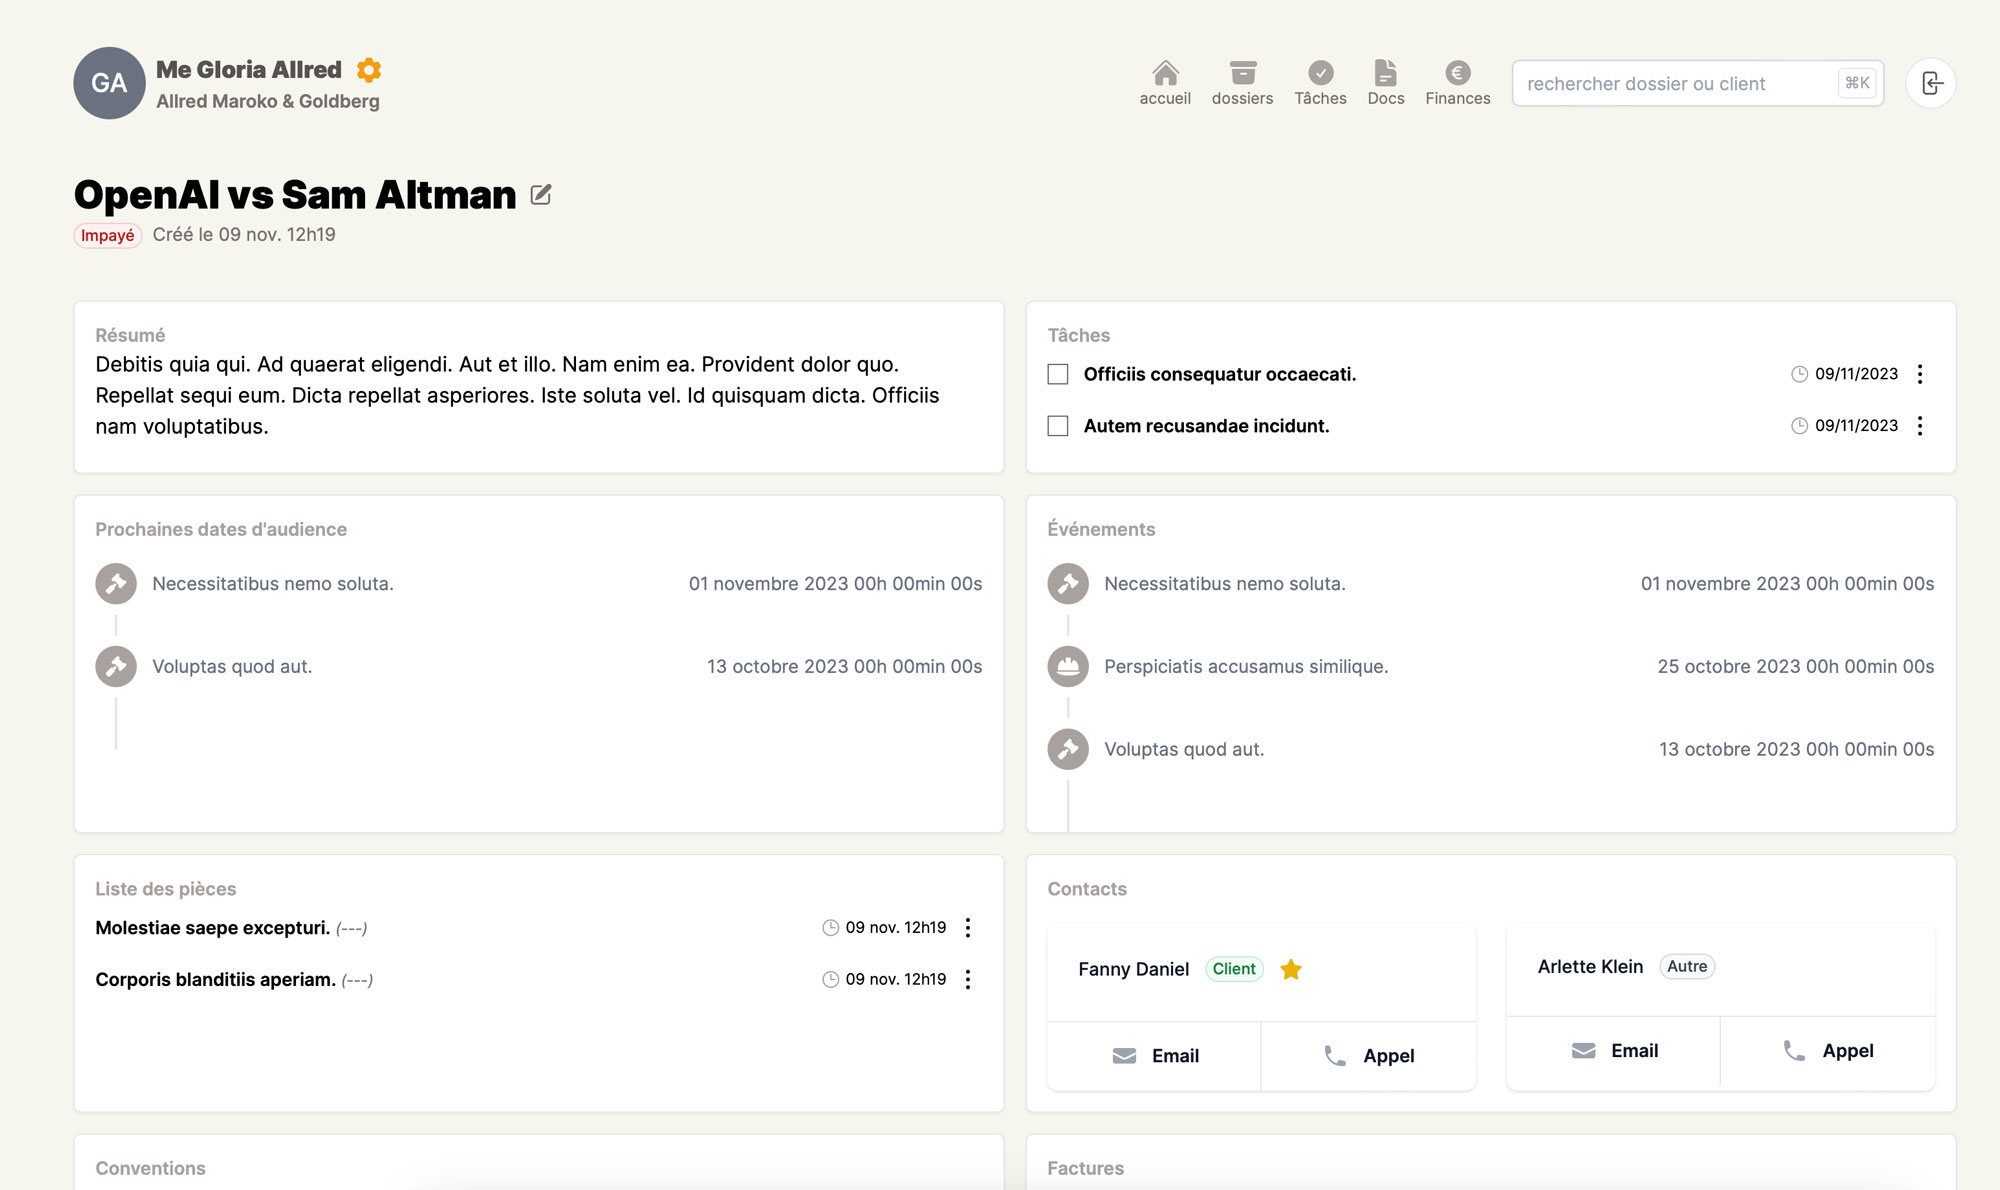 GA
Me Gloria Allred
Allred Maroko & Goldberg
accueil
dossiers
Tâches
Docs
€
Finances
rechercher dossier ou client
⌘K
OpenAI vs Sam Altman
Impayé
Créé le 09 nov. 12h19
Résumé
Debitis quia qui. Ad quaerat eligendi. Aut et illo. Nam enim ea. Provident dolor quo.
Repellat sequi eum. Dicta repellat asperiores. Iste soluta vel. Id quisquam dicta. Officiis
nam voluptatibus.
Tâches
Officiis consequatur occaecati.
09/11/2023
Autem recusandae incidunt.
09/11/2023
Prochaines dates d'audience
Necessitatibus nemo soluta.
01 novembre 2023 00h 00min 00s
Voluptas quod aut.
13 octobre 2023 00h 00min 00s
Événements
Necessitatibus nemo soluta.
01 novembre 2023 00h 00min 00s
Perspiciatis accusamus similique.
25 octobre 2023 00h 00min 00s
Voluptas quod aut.
13 octobre 2023 00h 00min 00s
Liste des pièces
Molestiae saepe excepturi. (---)
09 nov. 12h19
Corporis blanditiis aperiam. (---)
09 nov. 12h19
Contacts
Fanny Daniel
Client
Email
Appel
Arlette Klein
Autre
Email
Appel
Conventions
Factures